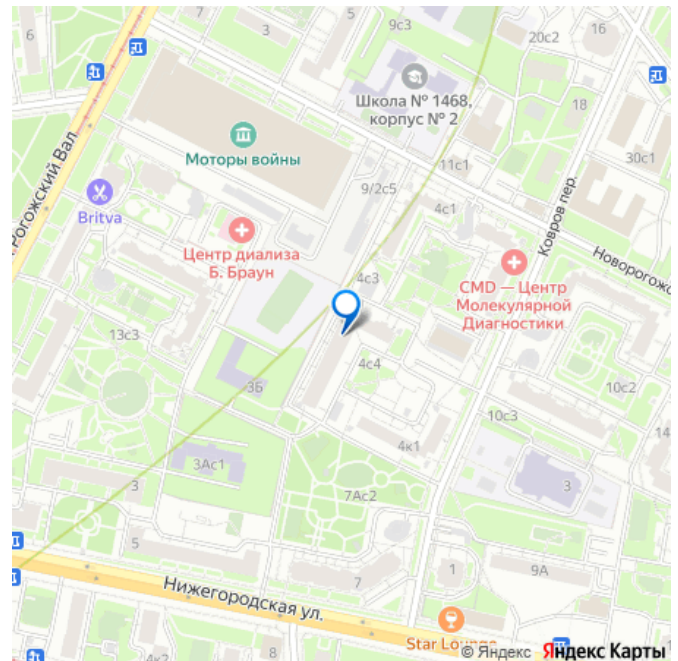 5
9с3
20с2
16
6
7
3
Школа № 1468,
корпус № 2
18
Моторы войны
30с1
11с1
9/2с5
Рогожский Вал
Britva
4с1
Ковров пер.
Центр диализа
Б. Браун
Новорогожс
4с3
CMD — Центр
Молекулярной
Диагностики
13с3
4с4
3Б
10с2
10с3
14
4к1
3Ас1
3
3
7Ас2
5
7
1
9А
Нижегородская ул.
Star Lounge
8
4к2
© Яндекс Яндекс Карты